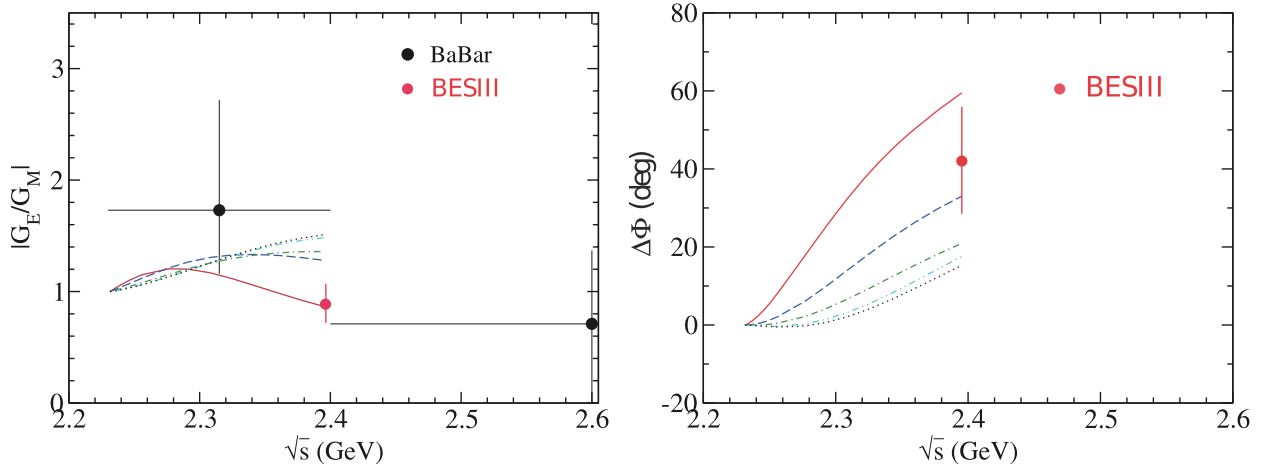 BaBar
BESIII
|G_E/G_M|
3
2
1
0
2.2
2.3
2.4
2.5
2.6
√s (GeV)
BESIII
ΔΦ (deg)
80
60
40
20
0
-20
2.2
2.3
2.4
2.5
2.6
√s (GeV)